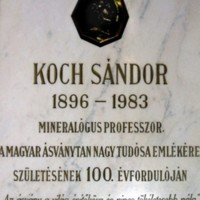 KOCH SÁNDOR
1896 – 1983
MINERALÓGUS PROFESSZOR,
A MAGYAR ÁSVÁNYTAN NAGY TUDÓSA EMLÉKÉRE
SZÜLETÉSÉNEK 100. ÉVFORDULÓJÁN